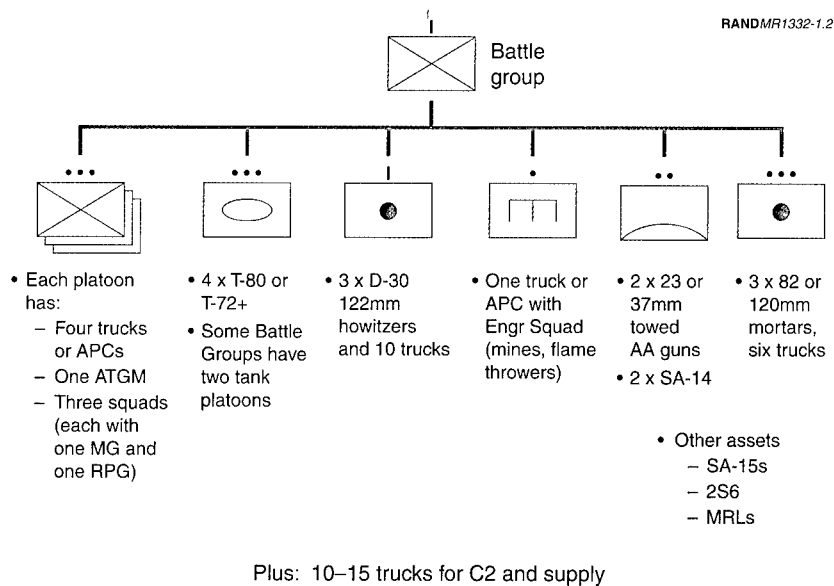 RANDMR1332-1.2
Battle
group
• Each platoon
has:
– Four trucks
or APCs
– One ATGM
– Three squads
(each with
one MG and
one RPG)
• 4 x T-80 or
T-72+
• Some Battle
Groups have
two tank
platoons
• 3 x D-30
122mm
howitzers
and 10 trucks
• One truck or
APC with
Engr Squad
(mines, flame
throwers)
• 2 x 23 or
37mm
towed
AA guns
• 2 x SA-14
• 3 x 82 or
120mm
mortars,
six trucks
• Other assets
– SA-15s
– 2S6
– MRLs
Plus: 10–15 trucks for C2 and supply